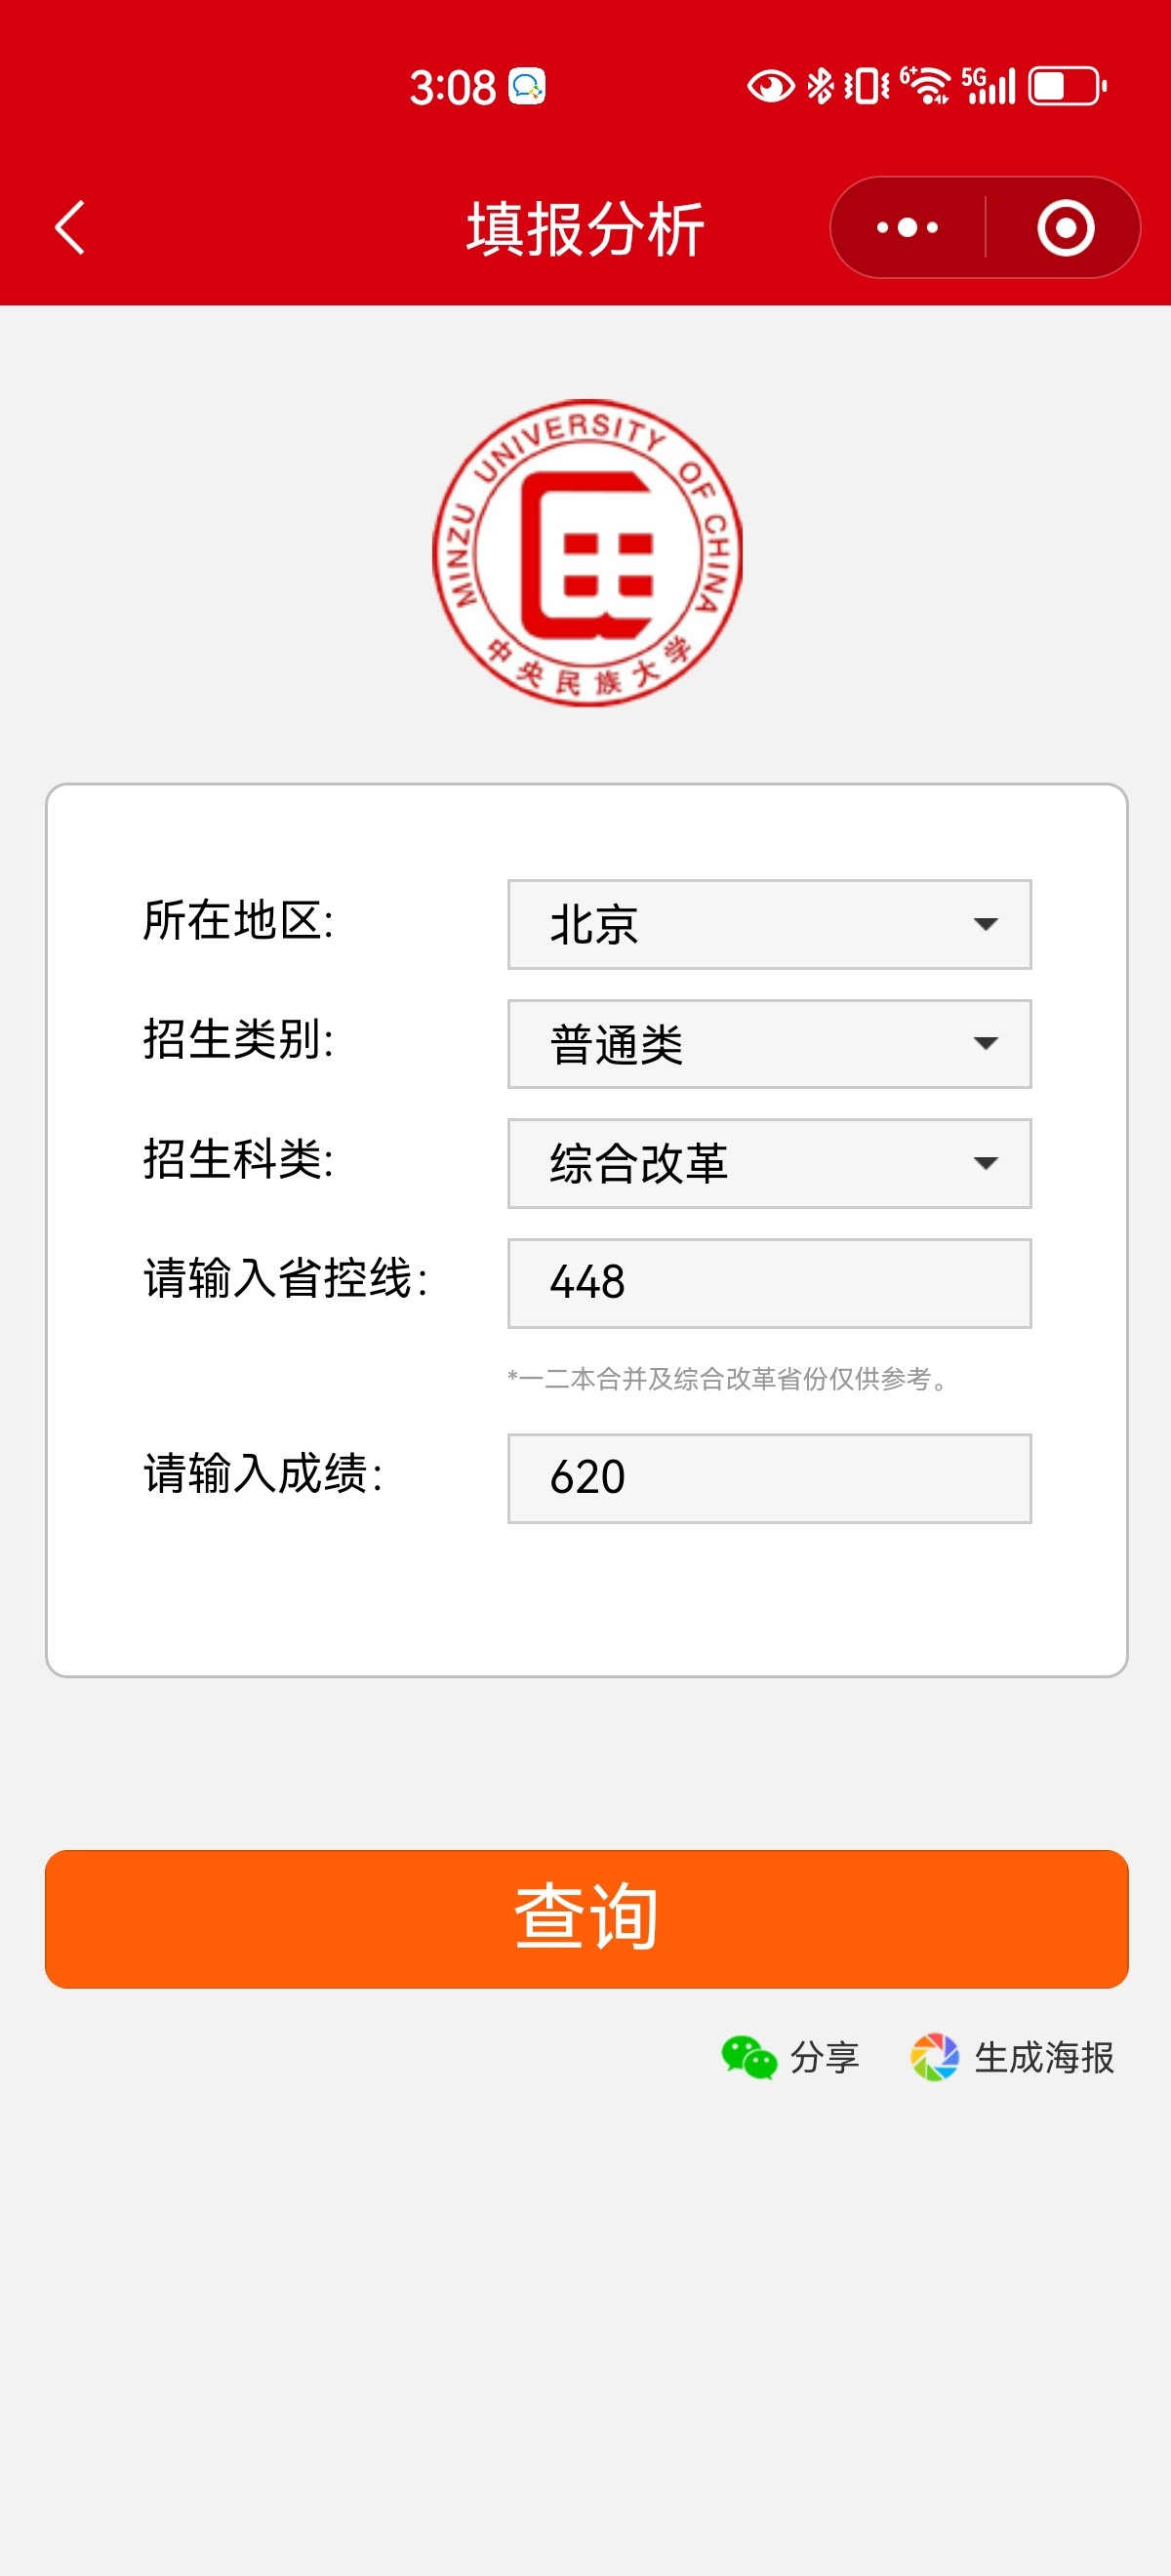 3:08
6+ 5G
填报分析
MINZU UNIVERSITY OF CHINA
中央民族大学
所在地区: 北京
招生类别: 普通类
招生科类: 综合改革
请输入省控线: 448
*一二本合并及综合改革省份仅供参考。
请输入成绩: 620
查询
分享 生成海报